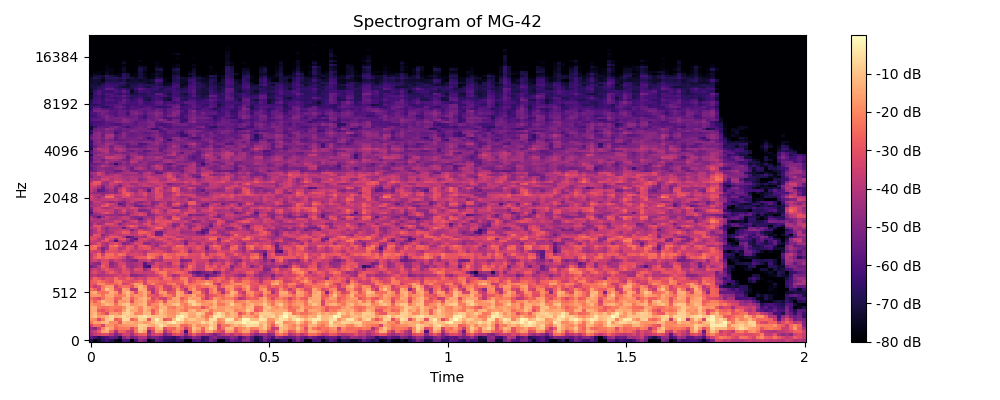 Spectrogram of MG-42
16384
8192
4096
2048
1024
512
0
Hz
0
0.5
1
1.5
2
Time
-10 dB
-20 dB
-30 dB
-40 dB
-50 dB
-60 dB
-70 dB
-80 dB